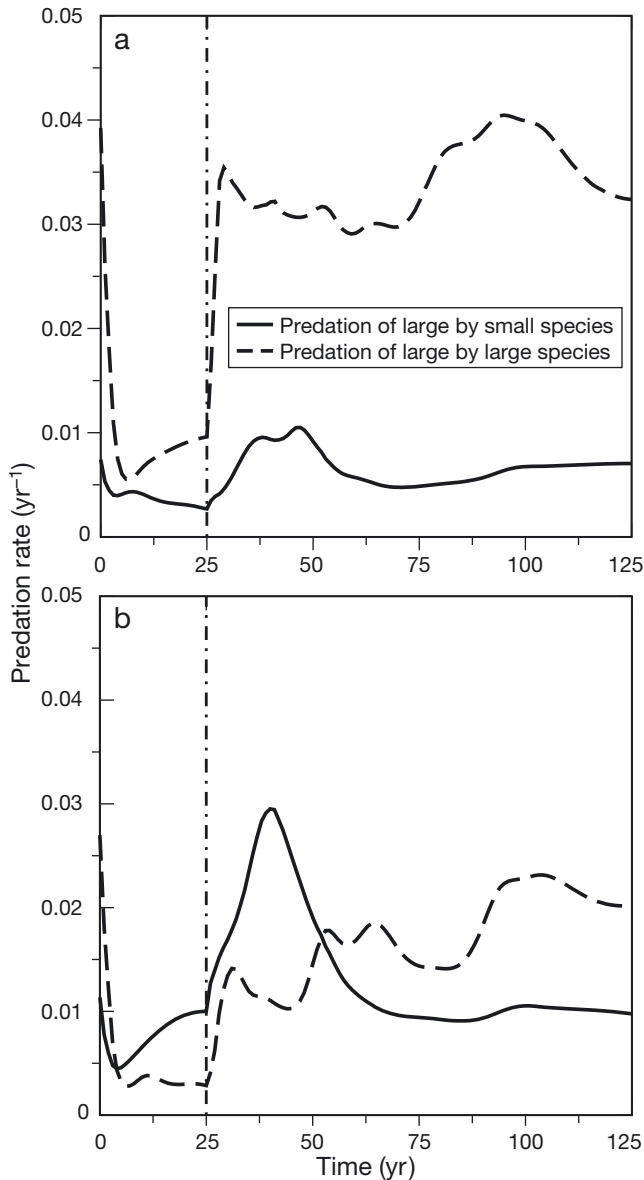 a
0.05
0.04
0.03
0.02
0.01
0
Predation of large by small species
Predation of large by large species
0 25 50 75 100 125
Predation rate (yr⁻¹)
b
0.05
0.04
0.03
0.02
0.01
0
0 25 50 75 100 125
Time (yr)